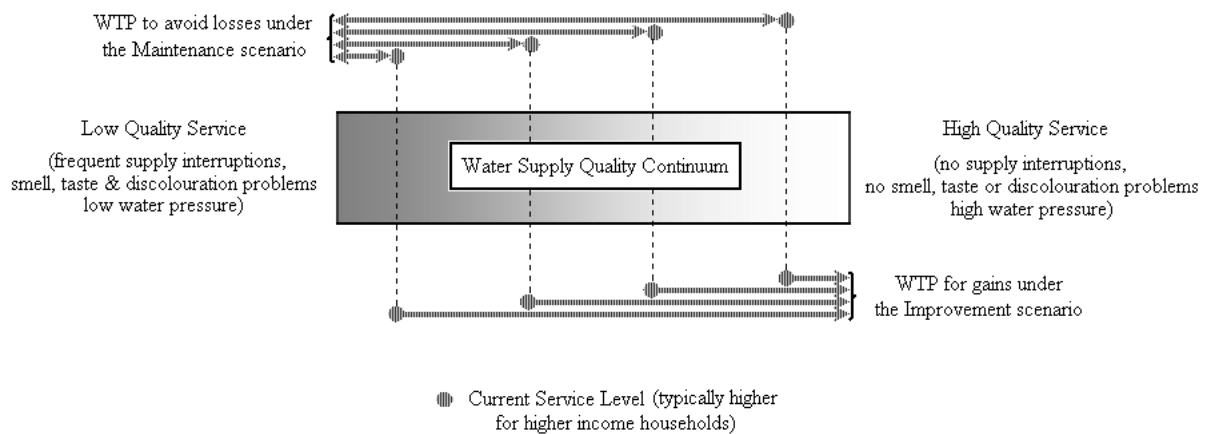 WTP to avoid losses under
the Maintenance scenario
Low Quality Service
(frequent supply interruptions,
smell, taste & discolouration problems
low water pressure)
Water Supply Quality Continuum
High Quality Service
(no supply interruptions,
no smell, taste or discolouration problems
high water pressure)
WTP for gains under
the Improvement scenario
Current Service Level (typically higher
for higher income households)